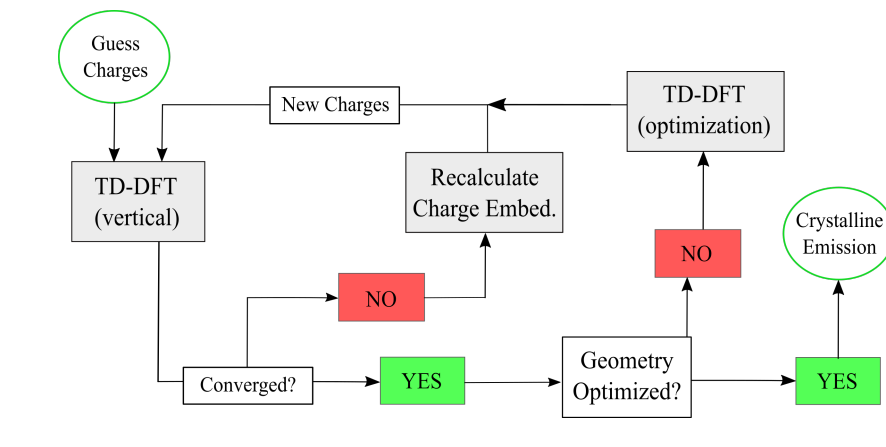 Guess
Charges
New Charges
TD-DFT
(optimization)
TD-DFT
(vertical)
Recalculate
Charge Embed.
Crystalline
Emission
NO
NO
Converged?
YES
Geometry
Optimized?
YES